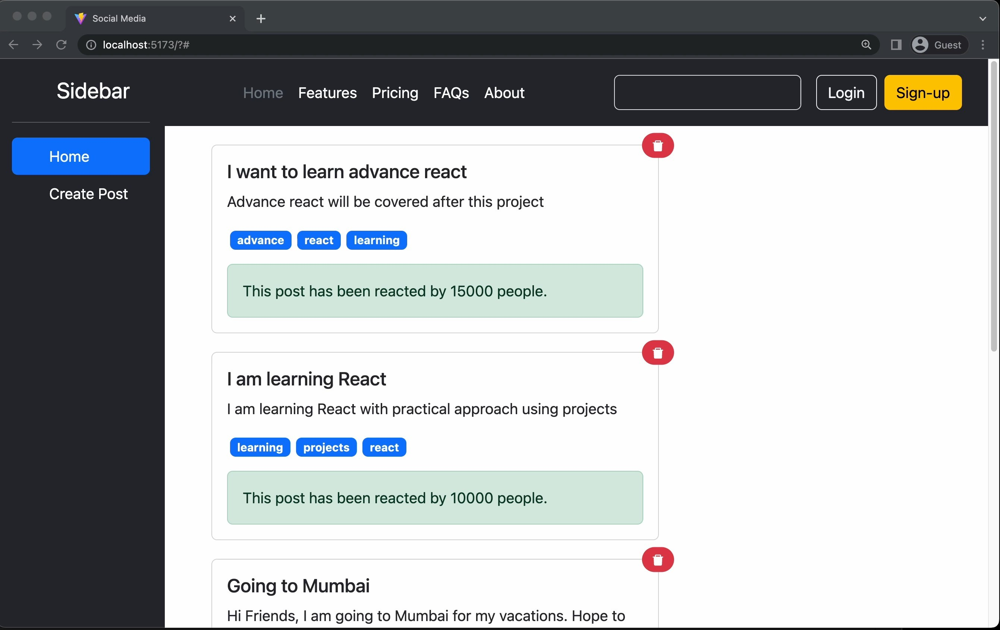 Social Media
localhost:5173/?#
Guest
Sidebar
Home Features Pricing FAQs About
Login
Sign-up
Home
Create Post
I want to learn advance react
Advance react will be covered after this project
advance react learning
This post has been reacted by 15000 people.
I am learning React
I am learning React with practical approach using projects
learning projects react
This post has been reacted by 10000 people.
Going to Mumbai
Hi Friends, I am going to Mumbai for my vacations. Hope to